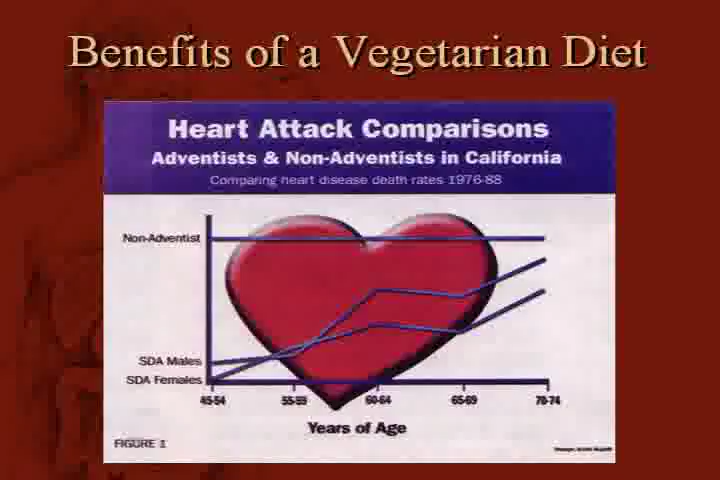 Benefits of a Vegetarian Diet
Heart Attack Comparisons
Adventists & Non-Adventists in California
Comparing heart disease death rates 1976-88
Non-Adventist
SDA Males
SDA Females
45-54 55-59 60-64 65-69 70-74
Years of Age
FIGURE 1